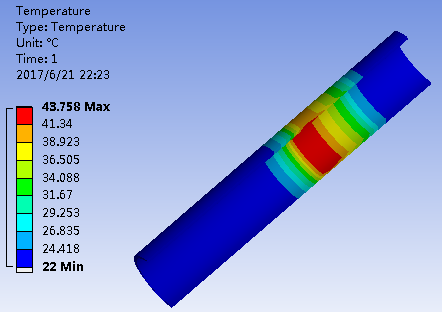 Temperature
Type: Temperature
Unit: °C
Time: 1
2017/6/21 22:23
43.758 Max
41.34
38.923
36.505
34.088
31.67
29.253
26.835
24.418
22 Min